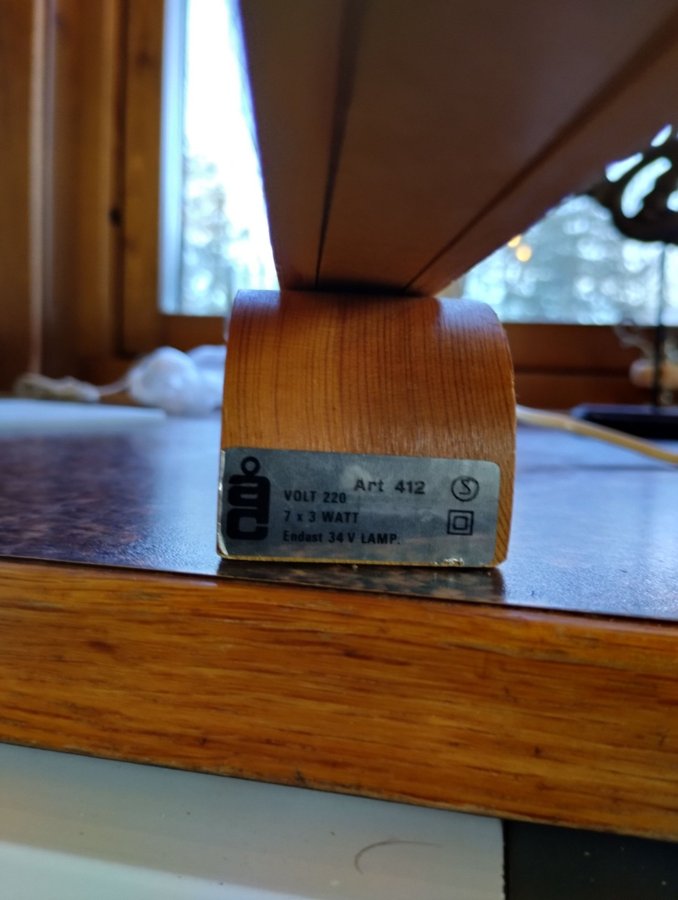 Art 412
VOLT 220
7 x 3 WATT
Endast 34 V LAMP.
S